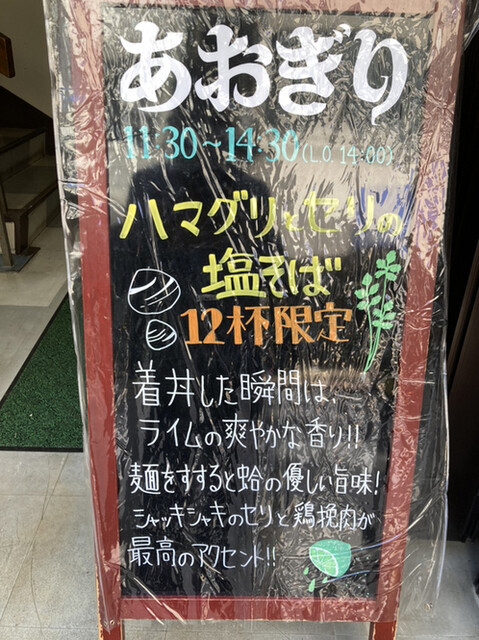 あおぎり
11:30～14:30(L.O. 14:00)
ハマグリとセリの
塩そば
12杯限定
着丼した瞬間は、
ライムの爽やかな香り!!
麺をすすると蛤の優しい旨味!
シャッキシャキのセリと鶏挽肉が
最高のアクセント!!